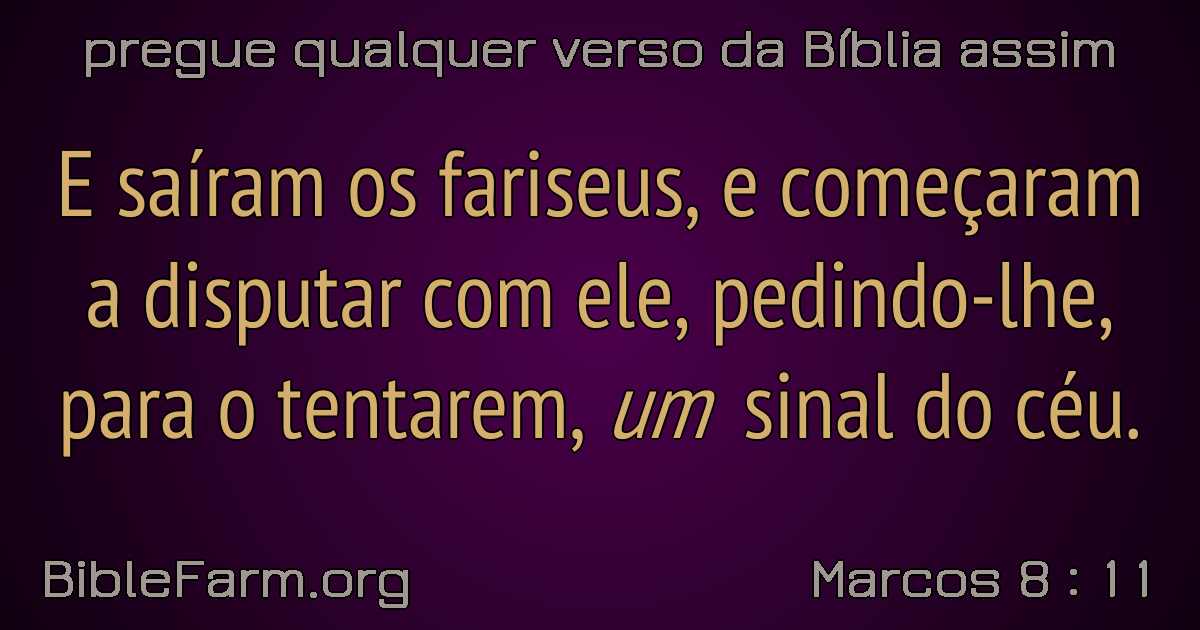 pregue qualquer verso da Bíblia assim
E saíram os fariseus, e começaram
a disputar com ele, pedindo-lhe,
para o tentarem, um sinal do céu.
BibleFarm.org
Marcos 8 : 11